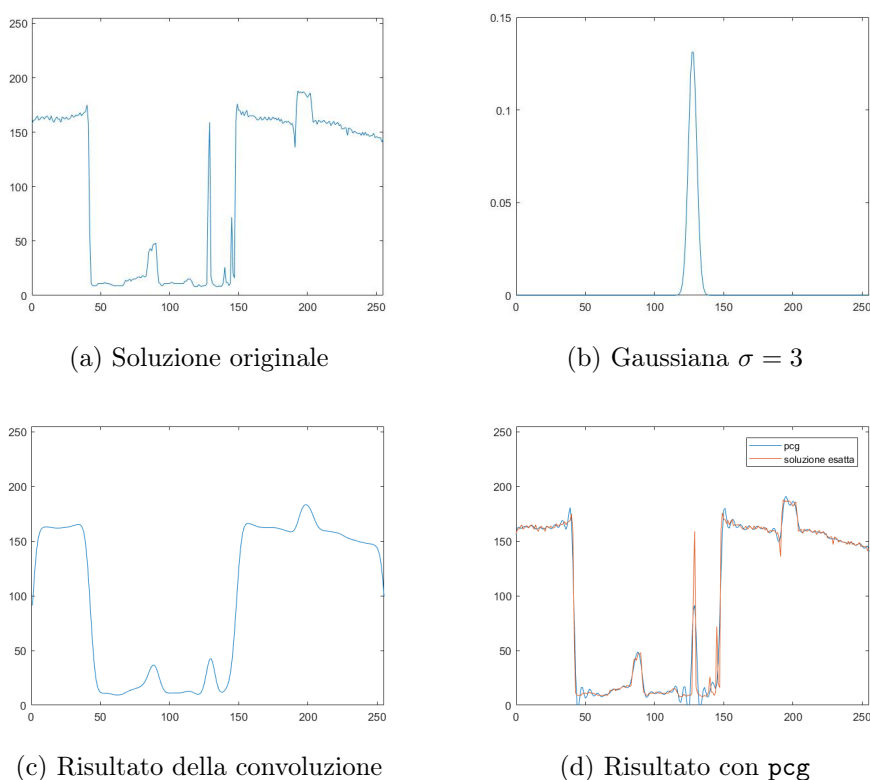 250
200
150
100
50
0
0 50 100 150 200 250
(a) Soluzione originale
0.15
0.1
0.05
0
0 50 100 150 200 250
(b) Gaussiana σ = 3
250
200
150
100
50
0
0 50 100 150 200 250
(c) Risultato della convoluzione
250
200
150
100
50
0
0 50 100 150 200 250
pcg
soluzione esatta
(d) Risultato con pcg